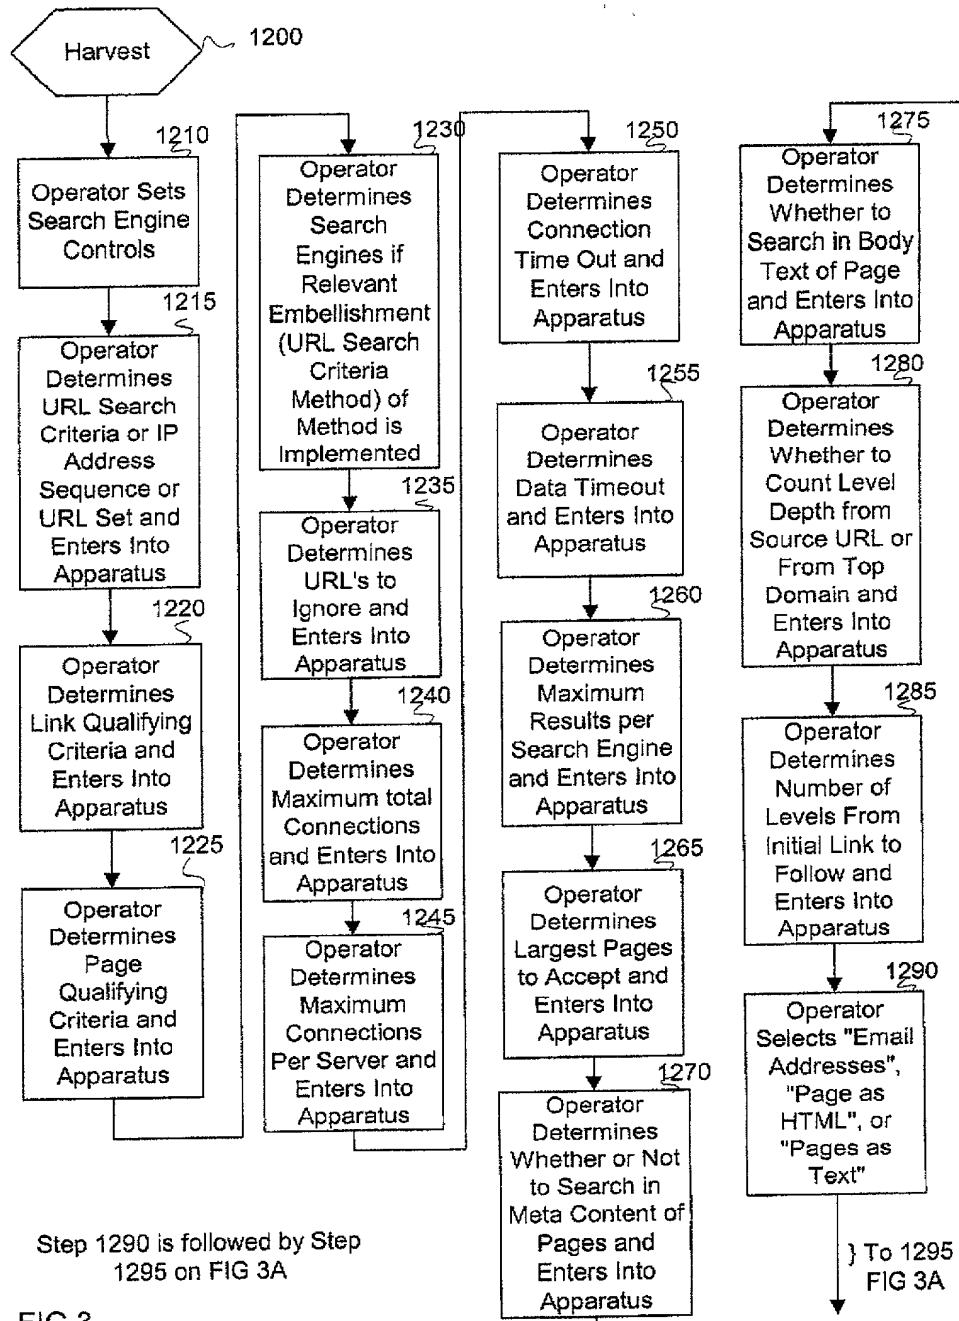 Harvest
1200
1210
Operator Sets
Search Engine
Controls
1215
Operator
Determines
URL Search
Criteria or IP
Address
Sequence or
URL Set and
Enters Into
Apparatus
1220
Operator
Determines
Link Qualifying
Criteria and
Enters Into
Apparatus
1225
Operator
Determines
Page
Qualifying
Criteria and
Enters Into
Apparatus
1230
Operator
Determines
Search
Engines if
Relevant
Embellishment
(URL Search
Criteria
Method) of
Method is
Implemented
1235
Operator
Determines
URL's to
Ignore and
Enters Into
Apparatus
1240
Operator
Determines
Maximum total
Connections
and Enters Into
Apparatus
1245
Operator
Determines
Maximum
Connections
Per Server and
Enters Into
Apparatus
1250
Operator
Determines
Connection
Time Out and
Enters Into
Apparatus
1255
Operator
Determines
Data Timeout
and Enters Into
Apparatus
1260
Operator
Determines
Maximum
Results per
Search Engine
and Enters Into
Apparatus
1265
Operator
Determines
Largest Pages
to Accept and
Enters Into
Apparatus
1270
Operator
Determines
Whether or Not
to Search in
Meta Content of
Pages and
Enters Into
Apparatus
1275
Operator
Determines
Whether to
Search in Body
Text of Page
and Enters Into
Apparatus
1280
Operator
Determines
Whether to
Count Level
Depth from
Source URL or
From Top
Domain and
Enters Into
Apparatus
1285
Operator
Determines
Number of
Levels From
Initial Link to
Follow and
Enters Into
Apparatus
1290
Operator
Selects "Email
Addresses",
"Page as
HTML", or
"Pages as
Text"
} To 1295
FIG 3A
Step 1290 is followed by Step
1295 on FIG 3A
FIG 3